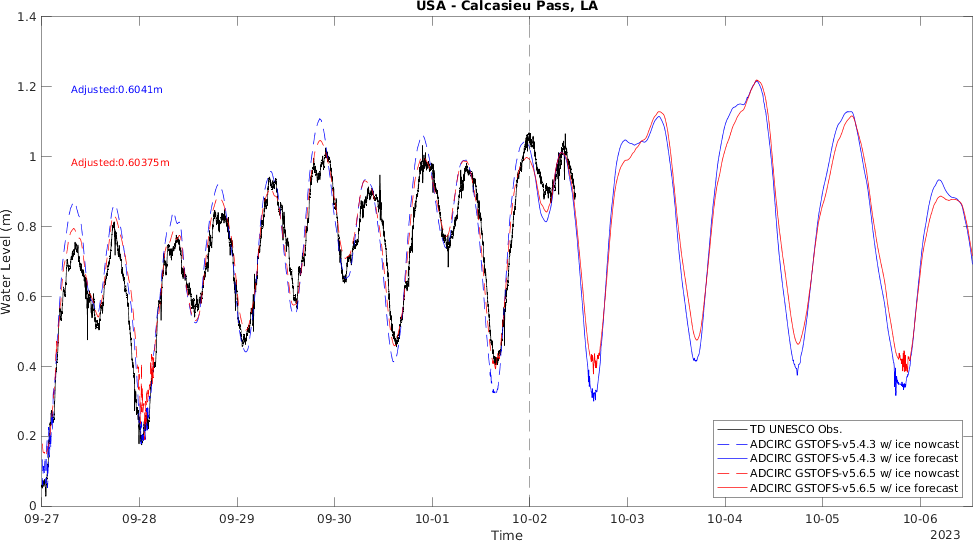 USA - Calcasieu Pass, LA
1.4
1.2
1
0.8
0.6
0.4
0.2
0
Water Level (m)
Adjusted:0.6041m
Adjusted:0.60375m
TD UNESCO Obs.
ADCIRC GSTOFS-v5.4.3 w/ ice nowcast
ADCIRC GSTOFS-v5.4.3 w/ ice forecast
ADCIRC GSTOFS-v5.6.5 w/ ice nowcast
ADCIRC GSTOFS-v5.6.5 w/ ice forecast
09-27 09-28 09-29 09-30 10-01 10-02 10-03 10-04 10-05 10-06
Time
2023